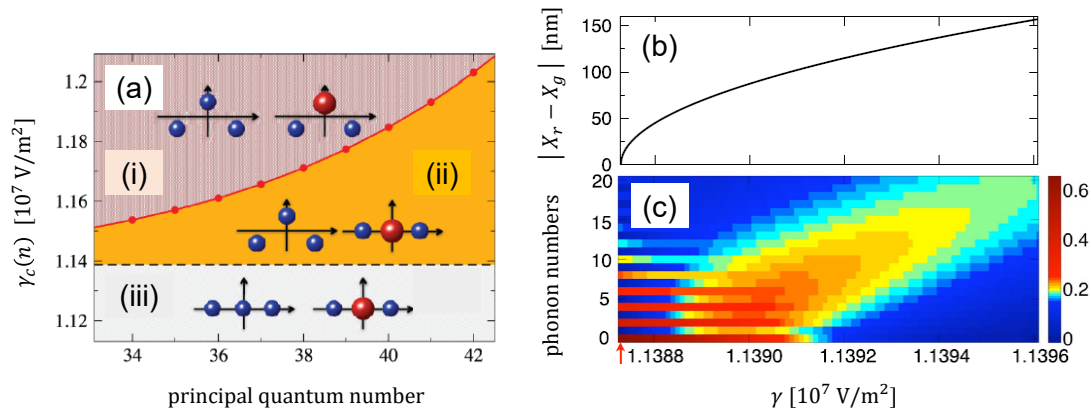 (a)
(i)
(ii)
(iii)
γc(n) [10⁷ V/m²]
1.2
1.18
1.16
1.14
1.12
34 36 38 40 42
principal quantum number
(b)
| Xr − Xg | [nm]
150
100
50
0
(c)
phonon numbers
20
15
10
5
0
0.6
0.4
0.2
0
1.1388 1.1390 1.1392 1.1394 1.1396
γ [10⁷ V/m²]